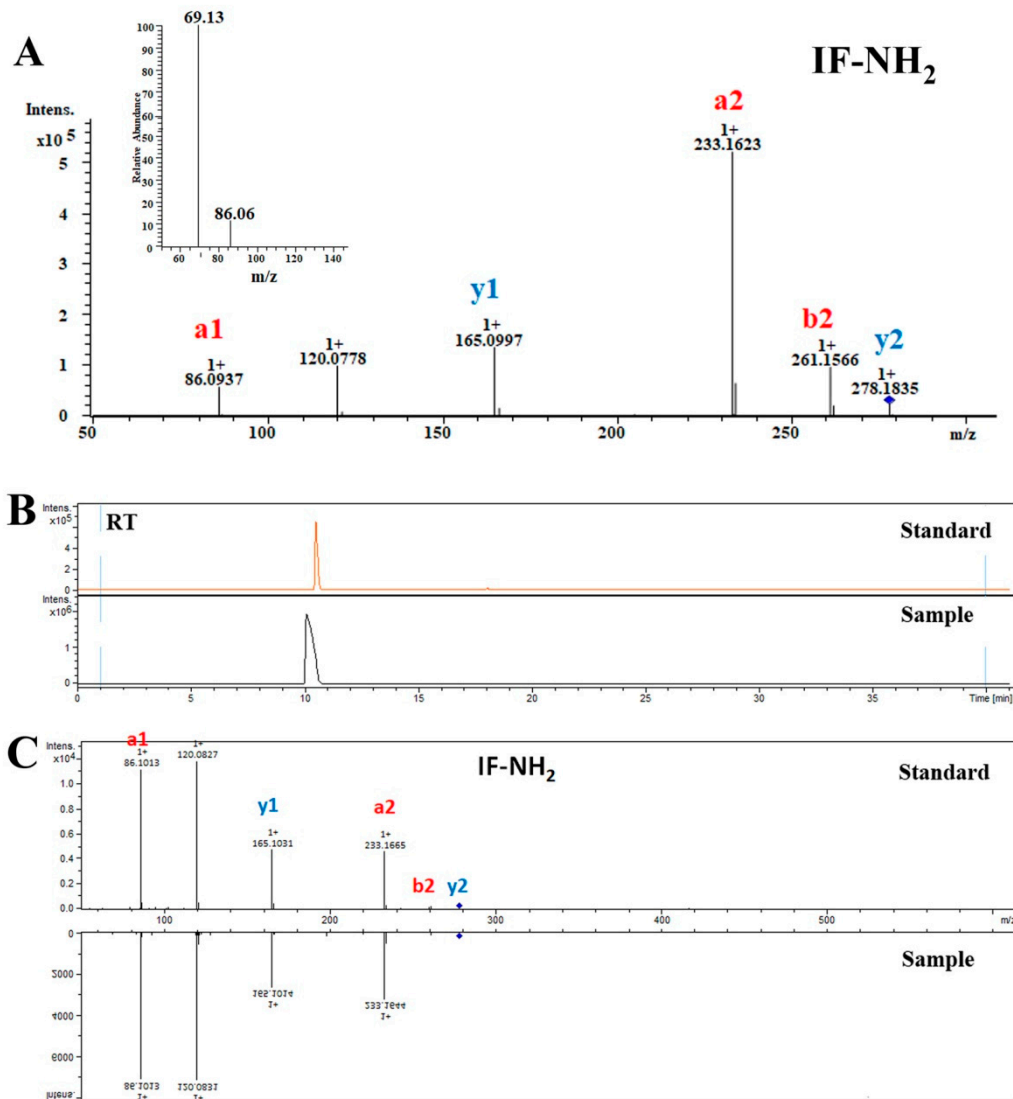 A
IF-NH2
69.13
100
90
80
70
60
50
40
30
20
10
0
Relative Abundance
86.06
60 80 100 120 140
m/z
Intens.
x10 5
5
4
3
2
1
0
a1
1+
86.0937
1+
120.0778
y1
1+
165.0997
a2
1+
233.1623
b2
1+
261.1566
y2
1+
278.1835
50 100 150 200 250 m/z
B
Intens.
x10 5
RT
Standard
4
2
0
Intens.
x10 6
Sample
1
0
0 5 10 15 20 25 30 35 Time [min]
C
Intens.
x10 4
IF-NH2
Standard
1.0
0.8
0.6
0.4
0.2
0.0
a1
1+
86.1013
1+
120.0827
y1
1+
165.1031
a2
1+
233.1665
b2 y2
100 200 300 400 500 m/z
0
2000
4000
6000
Intens.
Sample
165.1014
1+
233.1644
1+
86.1013
1+
120.0831
1+